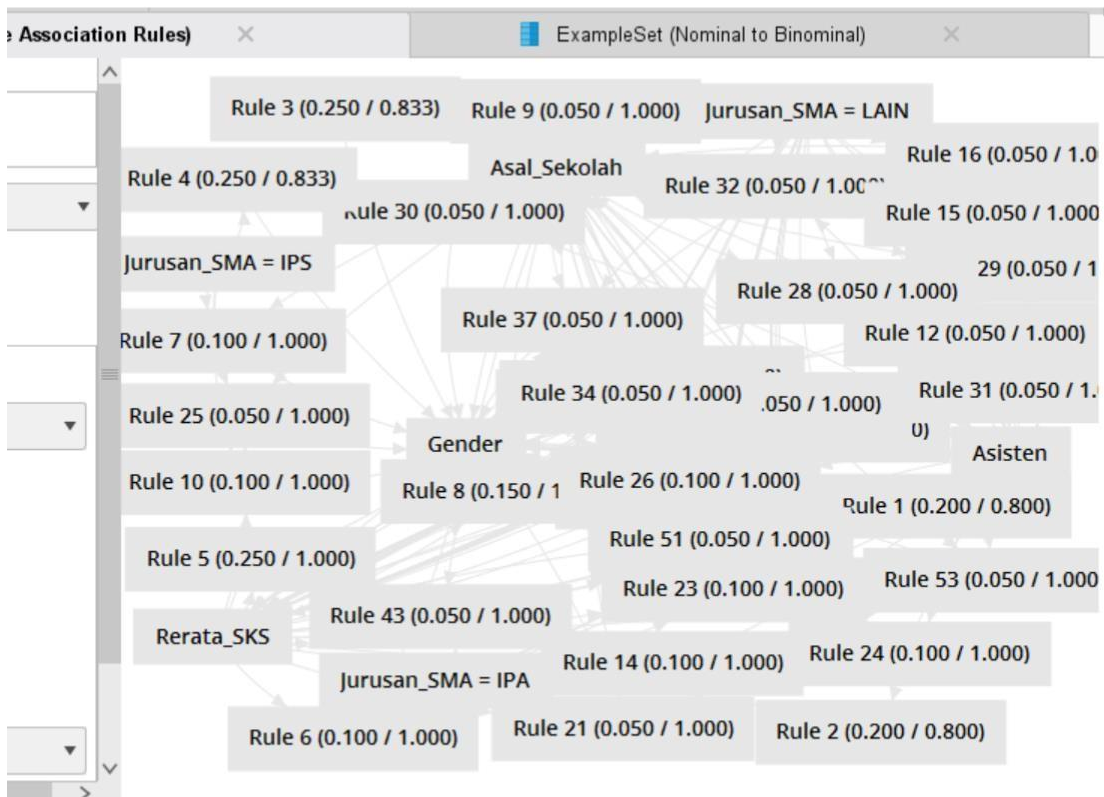 e Association Rules)
ExampleSet (Nominal to Binominal)
Rule 3 (0.250 / 0.833)
Rule 9 (0.050 / 1.000)
Jurusan_SMA = LAIN
Asal_Sekolah
Rule 16 (0.050 / 1.0
Rule 4 (0.250 / 0.833)
Rule 32 (0.050 / 1.00
Rule 30 (0.050 / 1.000)
Rule 15 (0.050 / 1.000
Jurusan_SMA = IPS
29 (0.050 / 1
Rule 28 (0.050 / 1.000)
Rule 37 (0.050 / 1.000)
Rule 12 (0.050 / 1.000)
Rule 7 (0.100 / 1.000)
Rule 34 (0.050 / 1.000)
.050 / 1.000)
Rule 31 (0.050 / 1.
Rule 25 (0.050 / 1.000)
0)
Gender
Asisten
Rule 10 (0.100 / 1.000)
Rule 8 (0.150 / 1
Rule 26 (0.100 / 1.000)
Rule 1 (0.200 / 0.800)
Rule 51 (0.050 / 1.000)
Rule 5 (0.250 / 1.000)
Rule 23 (0.100 / 1.000)
Rule 53 (0.050 / 1.000
Rule 43 (0.050 / 1.000)
Rerata_SKS
Rule 14 (0.100 / 1.000)
Rule 24 (0.100 / 1.000)
Jurusan_SMA = IPA
Rule 6 (0.100 / 1.000)
Rule 21 (0.050 / 1.000)
Rule 2 (0.200 / 0.800)